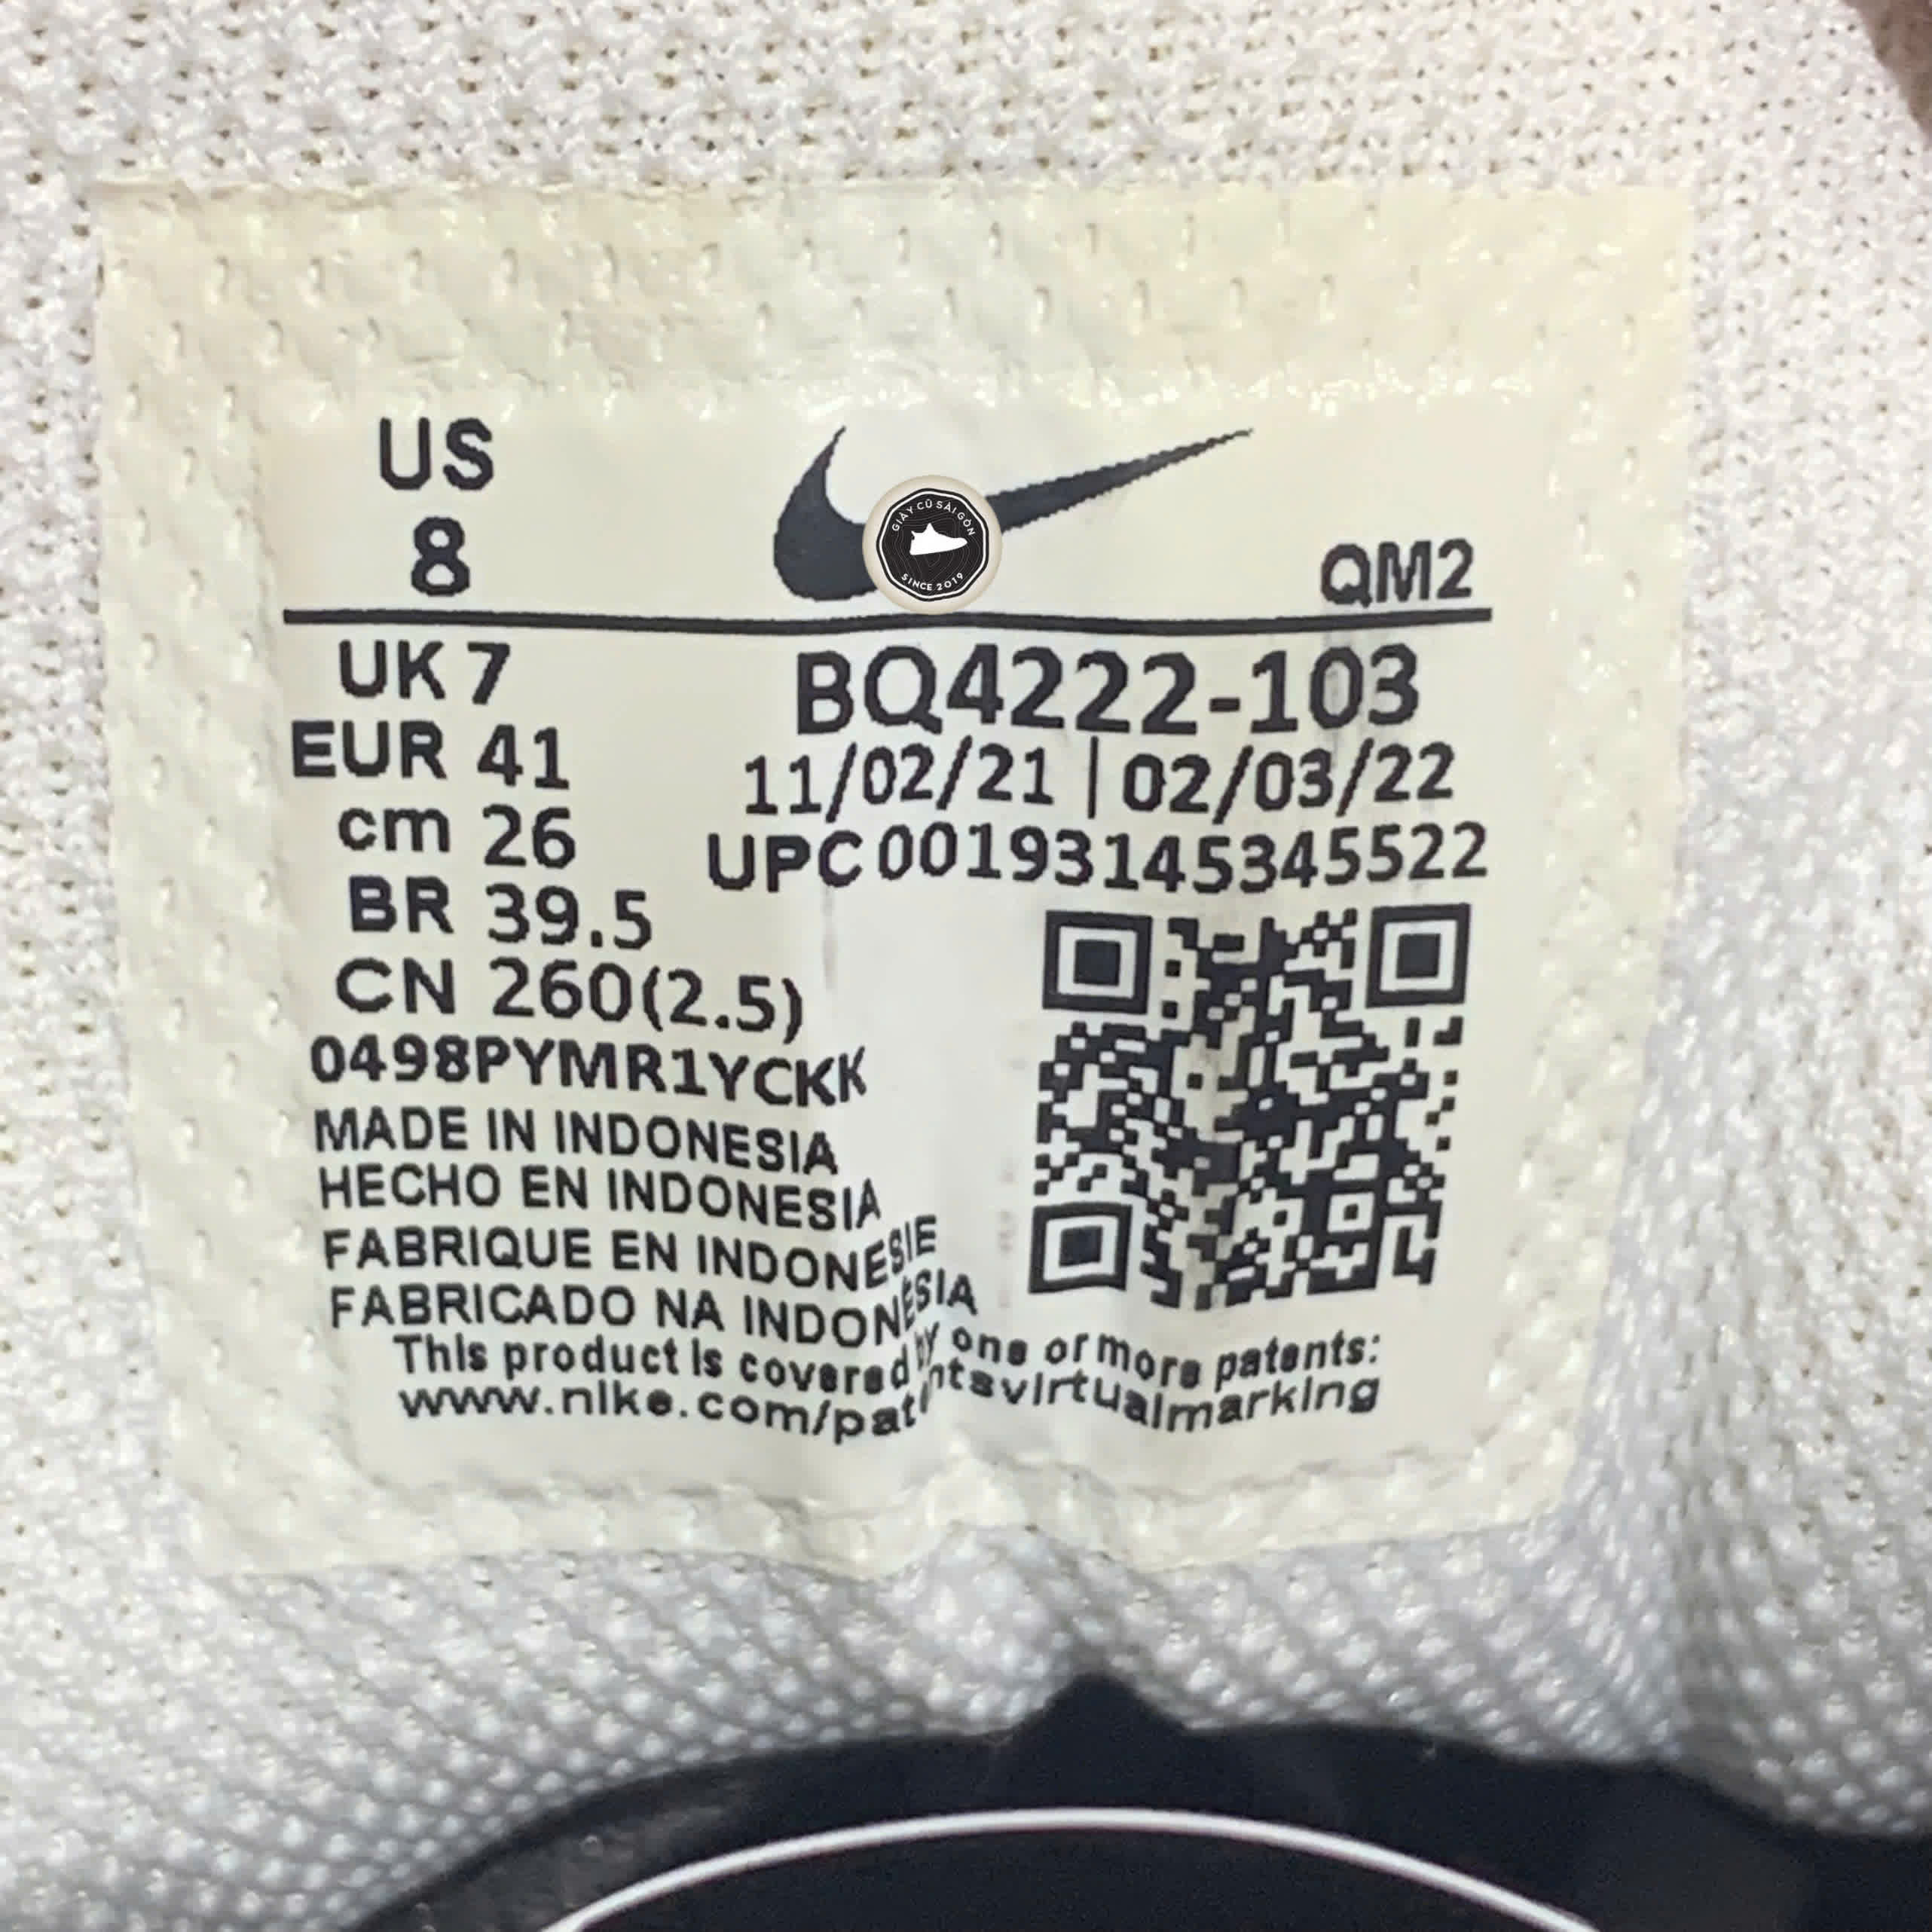 US
8
GIÀY CŨ SÀI GÒN
SINCE 2019
QM2
UK 7
EUR 41
cm 26
BR 39.5
CN 260(2.5)
BQ4222-103
11/02/21 | 02/03/22
UPC00193145345522
0498PYMR1YCKK
MADE IN INDONESIA
HECHO EN INDONESIA
FABRIQUE EN INDONESIE
FABRICADO NA INDONESIA
This product is covered by one or more patents:
www.nike.com/patentsvirtualmarking